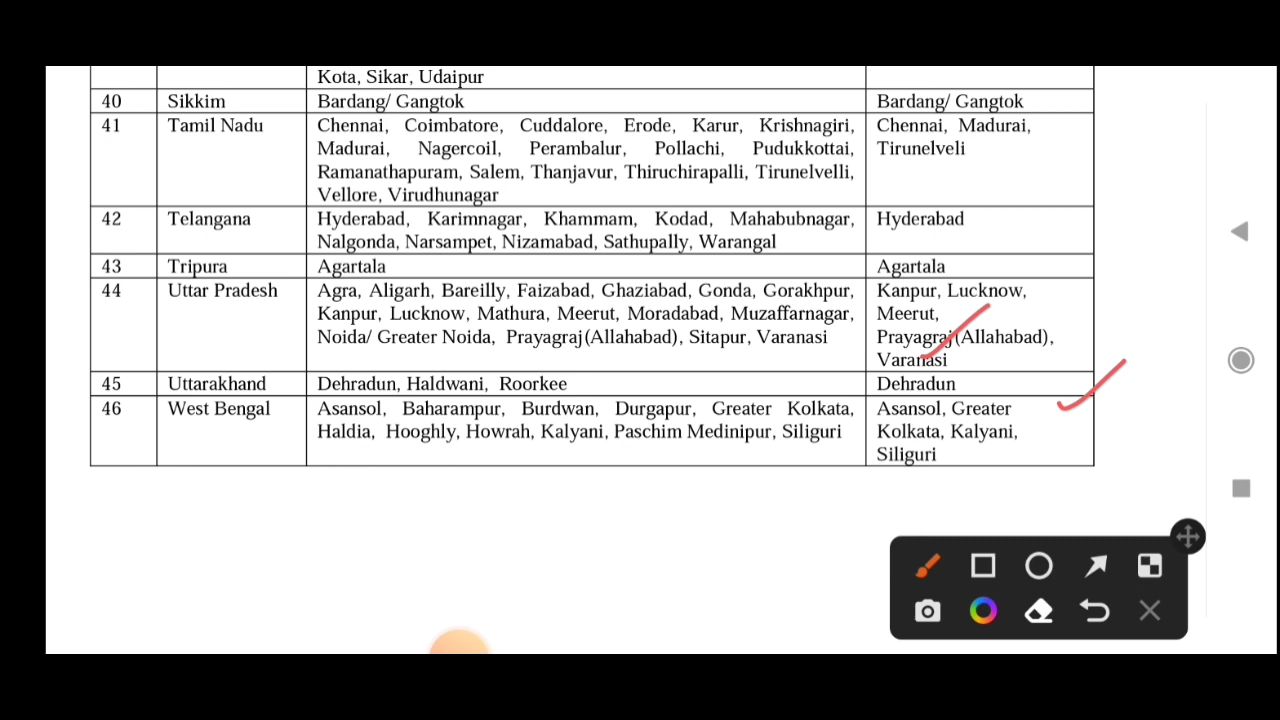 Kota, Sikar, Udaipur
40 Sikkim Bardang/ Gangtok Bardang/ Gangtok
41 Tamil Nadu Chennai, Coimbatore, Cuddalore, Erode, Karur, Krishnagiri, Chennai, Madurai,
Madurai, Nagercoil, Perambalur, Pollachi, Pudukkottai, Tirunelveli
Ramanathapuram, Salem, Thanjavur, Thiruchirapalli, Tirunelvelli,
Vellore, Virudhunagar
42 Telangana Hyderabad, Karimnagar, Khammam, Kodad, Mahabubnagar, Hyderabad
Nalgonda, Narsampet, Nizamabad, Sathupally, Warangal
43 Tripura Agartala Agartala
44 Uttar Pradesh Agra, Aligarh, Bareilly, Faizabad, Ghaziabad, Gonda, Gorakhpur, Kanpur, Lucknow,
Kanpur, Lucknow, Mathura, Meerut, Moradabad, Muzaffarnagar, Meerut,
Noida/ Greater Noida, Prayagraj(Allahabad), Sitapur, Varanasi Prayagraj(Allahabad),
Varanasi
45 Uttarakhand Dehradun, Haldwani, Roorkee Dehradun
46 West Bengal Asansol, Baharampur, Burdwan, Durgapur, Greater Kolkata, Asansol, Greater
Haldia, Hooghly, Howrah, Kalyani, Paschim Medinipur, Siliguri Kolkata, Kalyani,
Siliguri